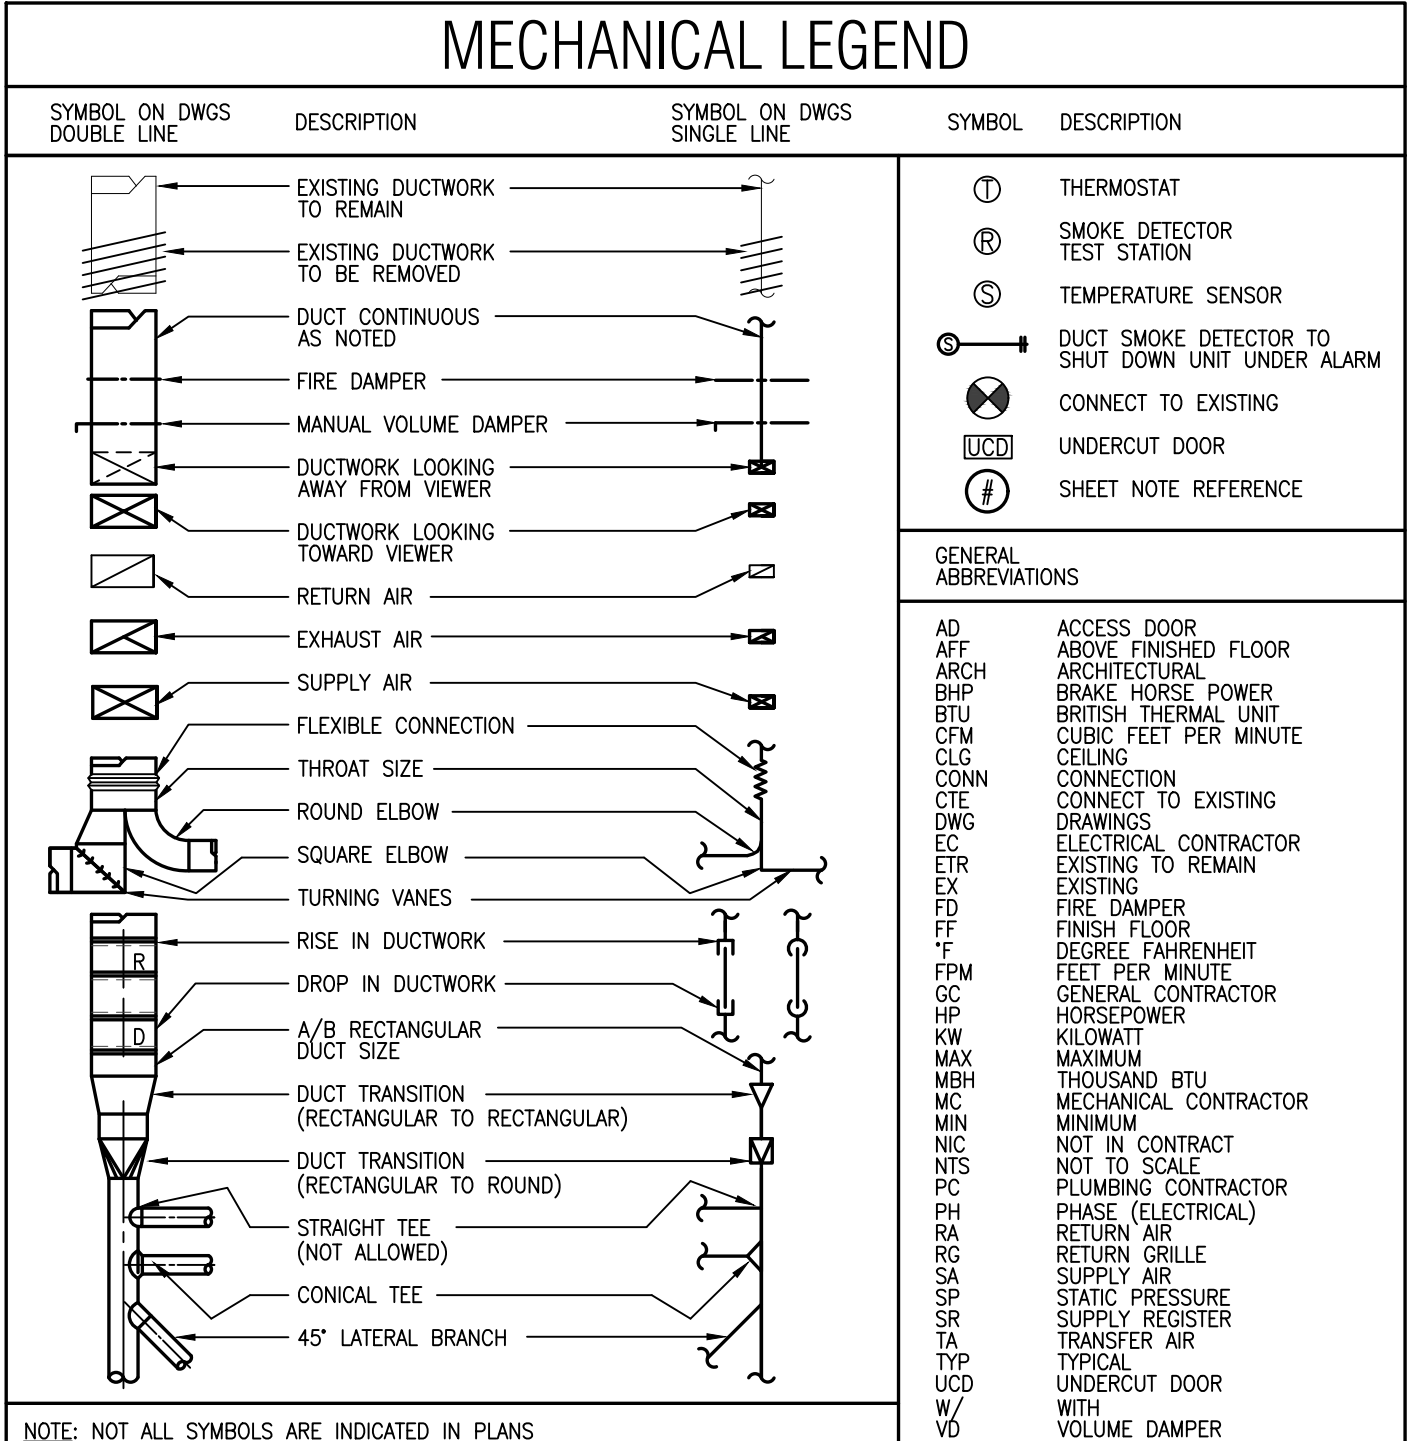 MECHANICAL LEGEND
SYMBOL ON DWGS
DOUBLE LINE
DESCRIPTION
SYMBOL ON DWGS
SINGLE LINE
SYMBOL
DESCRIPTION
EXISTING DUCTWORK
TO REMAIN
EXISTING DUCTWORK
TO BE REMOVED
DUCT CONTINUOUS
AS NOTED
FIRE DAMPER
MANUAL VOLUME DAMPER
DUCTWORK LOOKING
AWAY FROM VIEWER
DUCTWORK LOOKING
TOWARD VIEWER
RETURN AIR
EXHAUST AIR
SUPPLY AIR
FLEXIBLE CONNECTION
THROAT SIZE
ROUND ELBOW
SQUARE ELBOW
TURNING VANES
RISE IN DUCTWORK
R
DROP IN DUCTWORK
D
A/B RECTANGULAR
DUCT SIZE
DUCT TRANSITION
(RECTANGULAR TO RECTANGULAR)
DUCT TRANSITION
(RECTANGULAR TO ROUND)
STRAIGHT TEE
(NOT ALLOWED)
CONICAL TEE
45° LATERAL BRANCH
NOTE: NOT ALL SYMBOLS ARE INDICATED IN PLANS
T THERMOSTAT
R SMOKE DETECTOR
TEST STATION
S TEMPERATURE SENSOR
S DUCT SMOKE DETECTOR TO
SHUT DOWN UNIT UNDER ALARM
CONNECT TO EXISTING
UCD UNDERCUT DOOR
# SHEET NOTE REFERENCE
GENERAL
ABBREVIATIONS
AD ACCESS DOOR
AFF ABOVE FINISHED FLOOR
ARCH ARCHITECTURAL
BHP BRAKE HORSE POWER
BTU BRITISH THERMAL UNIT
CFM CUBIC FEET PER MINUTE
CLG CEILING
CONN CONNECTION
CTE CONNECT TO EXISTING
DWG DRAWINGS
EC ELECTRICAL CONTRACTOR
ETR EXISTING TO REMAIN
EX EXISTING
FD FIRE DAMPER
FF FINISH FLOOR
°F DEGREE FAHRENHEIT
FPM FEET PER MINUTE
GC GENERAL CONTRACTOR
HP HORSEPOWER
KW KILOWATT
MAX MAXIMUM
MBH THOUSAND BTU
MC MECHANICAL CONTRACTOR
MIN MINIMUM
NIC NOT IN CONTRACT
NTS NOT TO SCALE
PC PLUMBING CONTRACTOR
PH PHASE (ELECTRICAL)
RA RETURN AIR
RG RETURN GRILLE
SA SUPPLY AIR
SP STATIC PRESSURE
SR SUPPLY REGISTER
TA TRANSFER AIR
TYP TYPICAL
UCD UNDERCUT DOOR
W/ WITH
VD VOLUME DAMPER